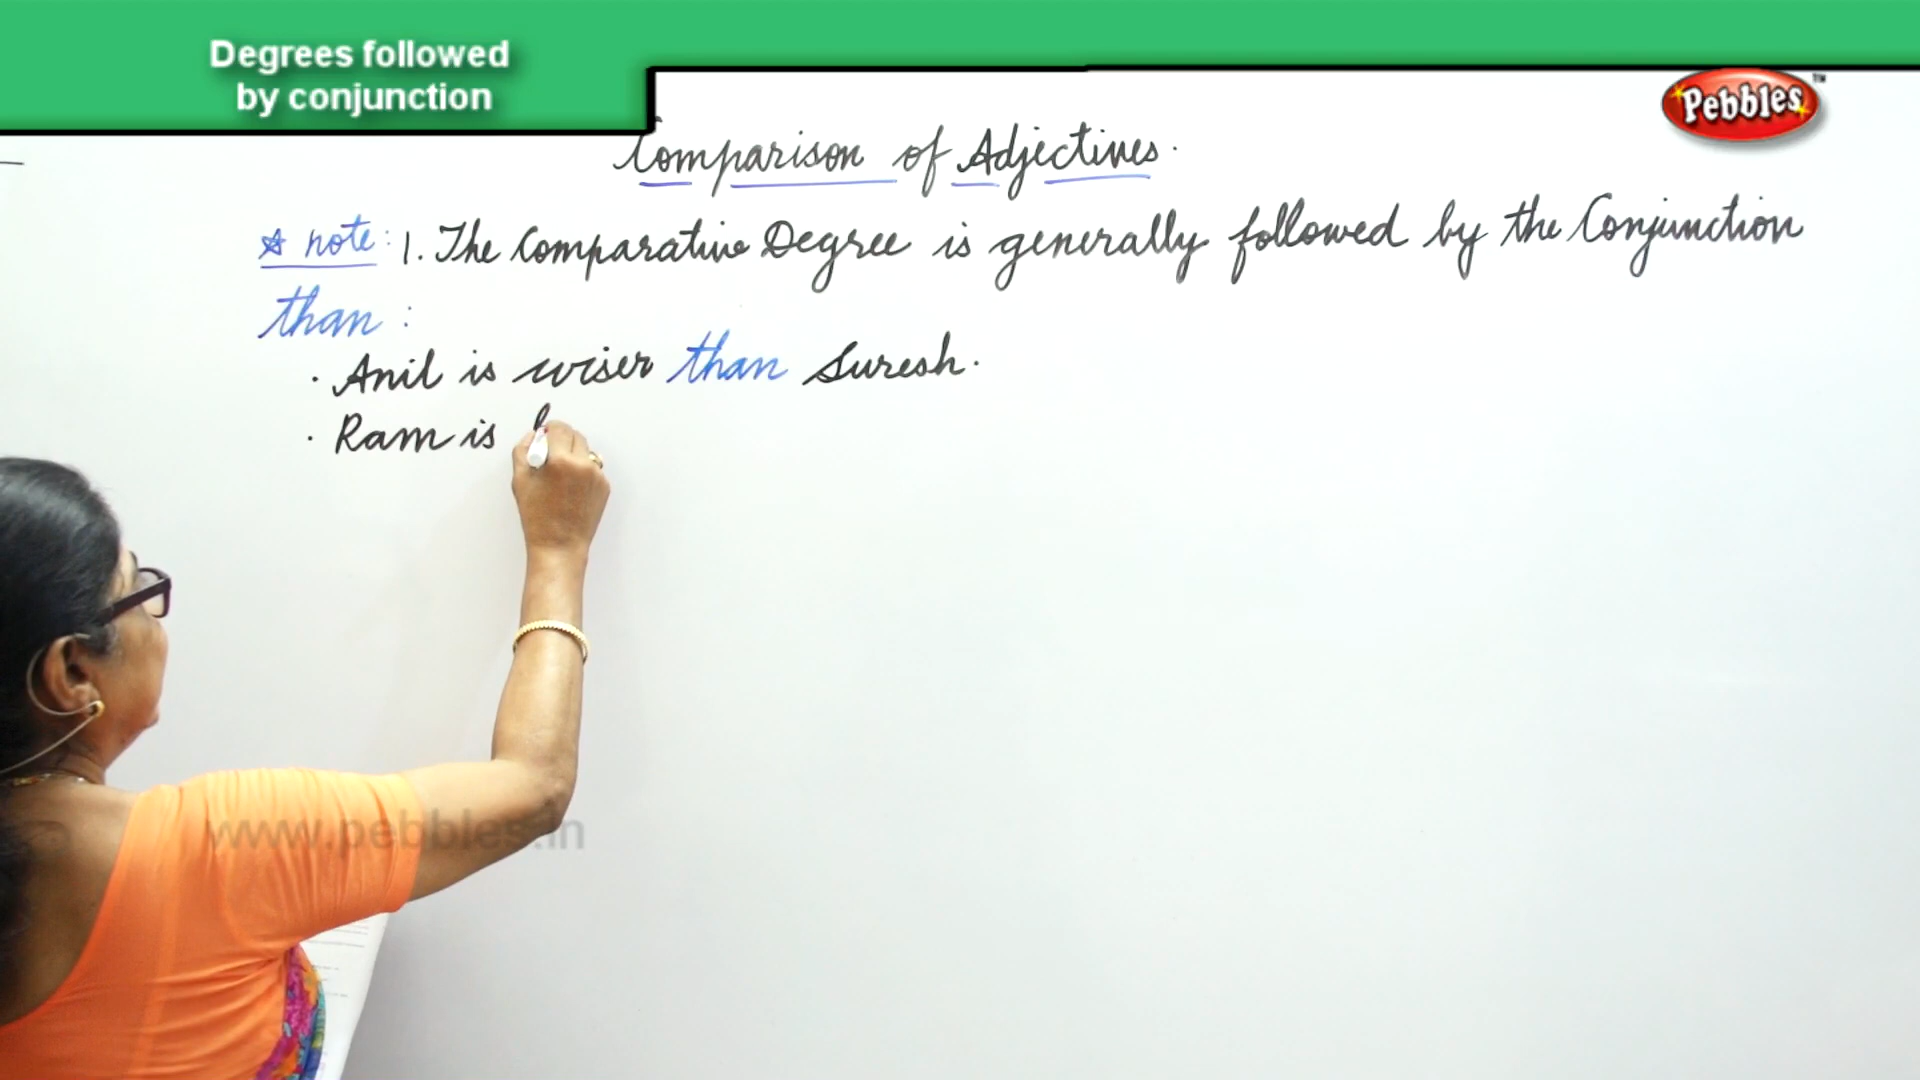 Degrees followed
by conjunction
Pebbles TM
Comparison of Adjectives.
☆ note: 1. The Comparative Degree is generally followed by the Conjunction
than:
· Anil is wiser than Suresh.
· Ram is
www.pebbles.in